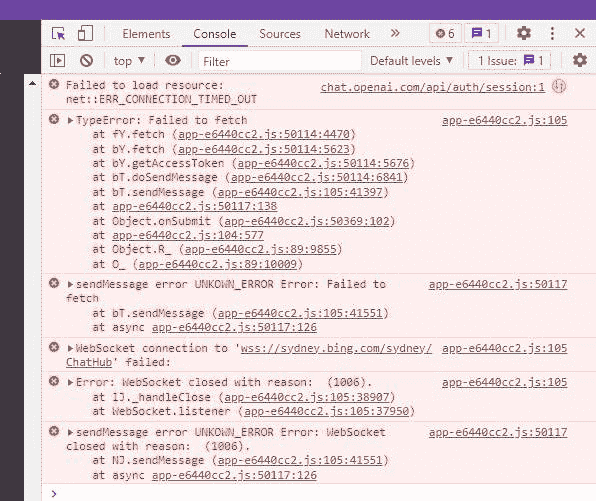 Elements Console Sources Network » 6 1
top Filter Default levels 1 Issue: 1
Failed to load resource: chat.openai.com/api/auth/session:1
net::ERR_CONNECTION_TIMED_OUT
TypeError: Failed to fetch app-e6440cc2.js:105
at fY.fetch (app-e6440cc2.js:50114:4470)
at bY.fetch (app-e6440cc2.js:50114:5623)
at bY.getAccessToken (app-e6440cc2.js:50114:5676)
at bT.doSendMessage (app-e6440cc2.js:50114:6841)
at bT.sendMessage (app-e6440cc2.js:105:41397)
at app-e6440cc2.js:50117:138
at Object.onSubmit (app-e6440cc2.js:50369:102)
at app-e6440cc2.js:104:577
at Object.R_ (app-e6440cc2.js:89:9855)
at O_ (app-e6440cc2.js:89:10009)
sendMessage error UNKOWN_ERROR Error: Failed to app-e6440cc2.js:50117
fetch
at bT.sendMessage (app-e6440cc2.js:105:41551)
at async app-e6440cc2.js:50117:126
WebSocket connection to 'wss://sydney.bing.com/sydney/ app-e6440cc2.js:105
ChatHub' failed:
Error: WebSocket closed with reason: (1006). app-e6440cc2.js:105
at lJ._handleClose (app-e6440cc2.js:105:38907)
at WebSocket.listener (app-e6440cc2.js:105:37950)
sendMessage error UNKOWN_ERROR Error: WebSocket app-e6440cc2.js:50117
closed with reason: (1006).
at NJ.sendMessage (app-e6440cc2.js:105:41551)
at async app-e6440cc2.js:50117:126